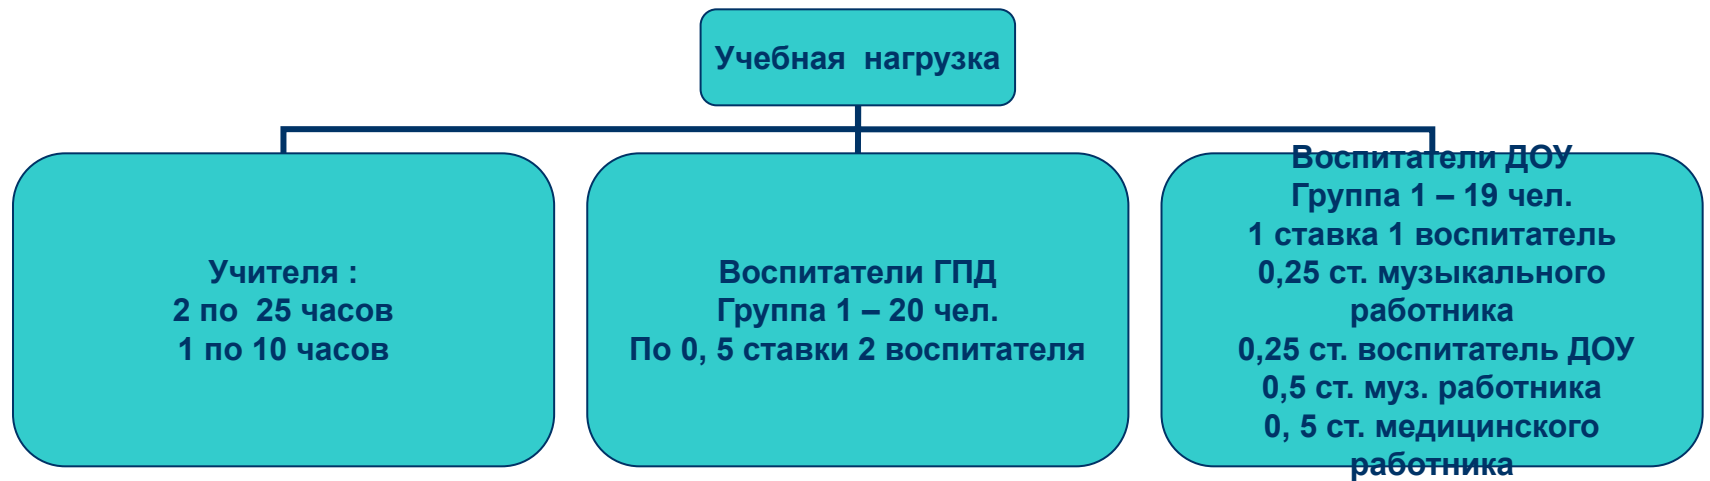 Учебная нагрузка
Учителя :
2 по 25 часов
1 по 10 часов
Воспитатели ГПД
Группа 1 – 20 чел.
По 0, 5 ставки 2 воспитателя
Воспитатели ДОУ
Группа 1 – 19 чел.
1 ставка 1 воспитатель
0,25 ст. музыкального
работника
0,25 ст. воспитатель ДОУ
0,5 ст. муз. работника
0, 5 ст. медицинского
работника